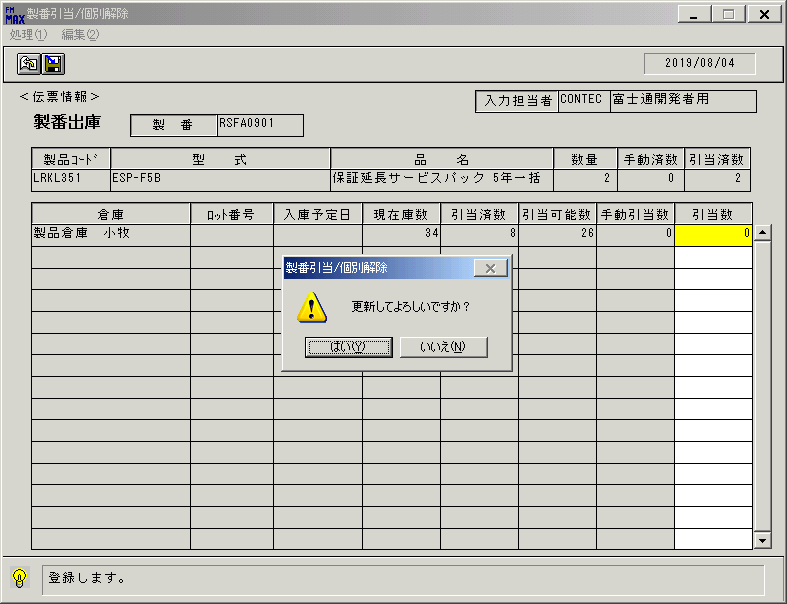 FM MAX 製番引当/個別解除
処理(1) 編集(2)
2019/08/04
＜伝票情報＞ 入力担当者 CONTEC 富士通開発者用
製番出庫 製 番 RSFA0901
製品ｺｰﾄﾞ 型 式 品 名 数量 手動済数 引当済数
LRKL351 ESP-F5B 保証延長サービスパック 5年一括 2 0 2
倉庫 ﾛｯﾄ番号 入庫予定日 現在庫数 引当済数 引当可能数 手動引当数 引当数
製品倉庫 小牧 34 8 26 0 0
製番引当/個別解除
更新してよろしいですか？
はい(Y) いいえ(N)
登録します。